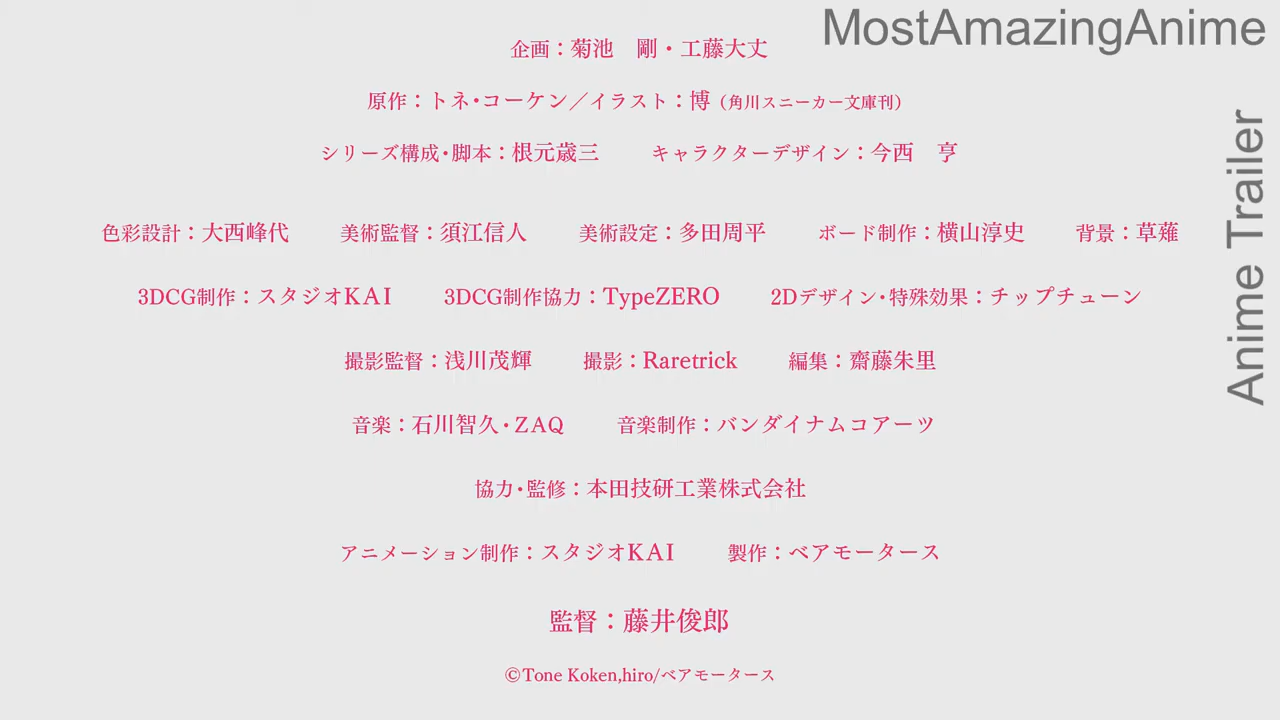 MostAmazingAnime
企画：菊池　剛・工藤大丈
原作：トネ・コーケン／イラスト：博（角川スニーカー文庫刊）
シリーズ構成・脚本：根元歳三　キャラクターデザイン：今西　亨
色彩設計：大西峰代　美術監督：須江信人　美術設定：多田周平　ボード制作：横山淳史　背景：草薙
3DCG制作：スタジオKAI　3DCG制作協力：TypeZERO　2Dデザイン・特殊効果：チップチューン
撮影監督：浅川茂輝　撮影：Raretrick　編集：齋藤朱里
音楽：石川智久・ZAQ　音楽制作：バンダイナムコアーツ
協力・監修：本田技研工業株式会社
アニメーション制作：スタジオKAI　製作：ベアモータース
監督：藤井俊郎
©Tone Koken,hiro/ベアモータース
Anime Trailer